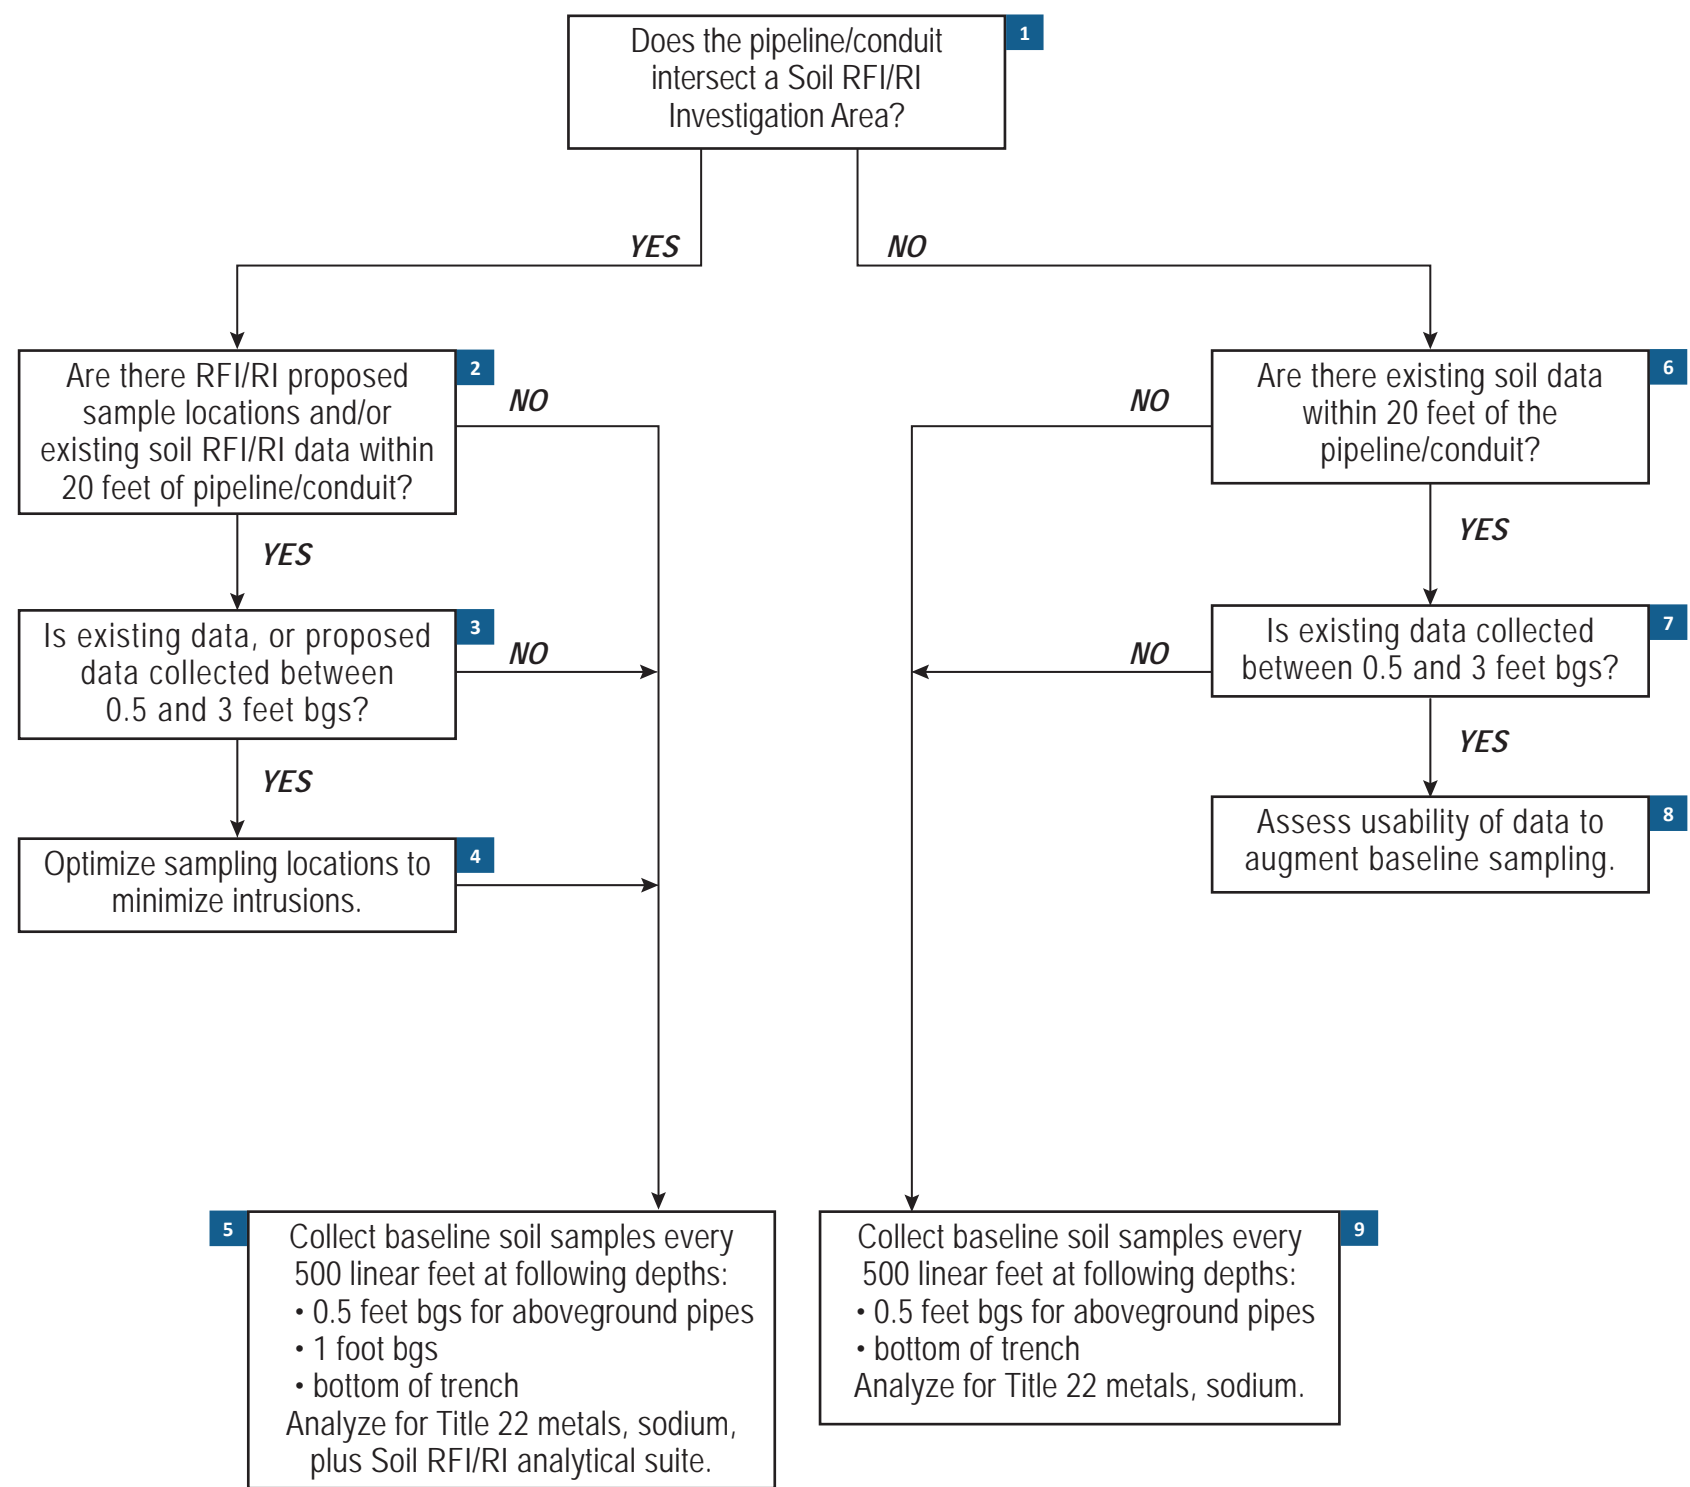 Does the pipeline/conduit
intersect a Soil RFI/RI
Investigation Area?
1
YES
NO
Are there RFI/RI proposed
sample locations and/or
existing soil RFI/RI data within
20 feet of pipeline/conduit?
2
NO
YES
Is existing data, or proposed
data collected between
0.5 and 3 feet bgs?
3
NO
YES
Optimize sampling locations to
minimize intrusions.
4
5
Collect baseline soil samples every
500 linear feet at following depths:
• 0.5 feet bgs for aboveground pipes
• 1 foot bgs
• bottom of trench
Analyze for Title 22 metals, sodium,
plus Soil RFI/RI analytical suite.
Are there existing soil data
within 20 feet of the
pipeline/conduit?
6
NO
YES
Is existing data collected
between 0.5 and 3 feet bgs?
7
NO
YES
Assess usability of data to
augment baseline sampling.
8
Collect baseline soil samples every
500 linear feet at following depths:
• 0.5 feet bgs for aboveground pipes
• bottom of trench
Analyze for Title 22 metals, sodium.
9